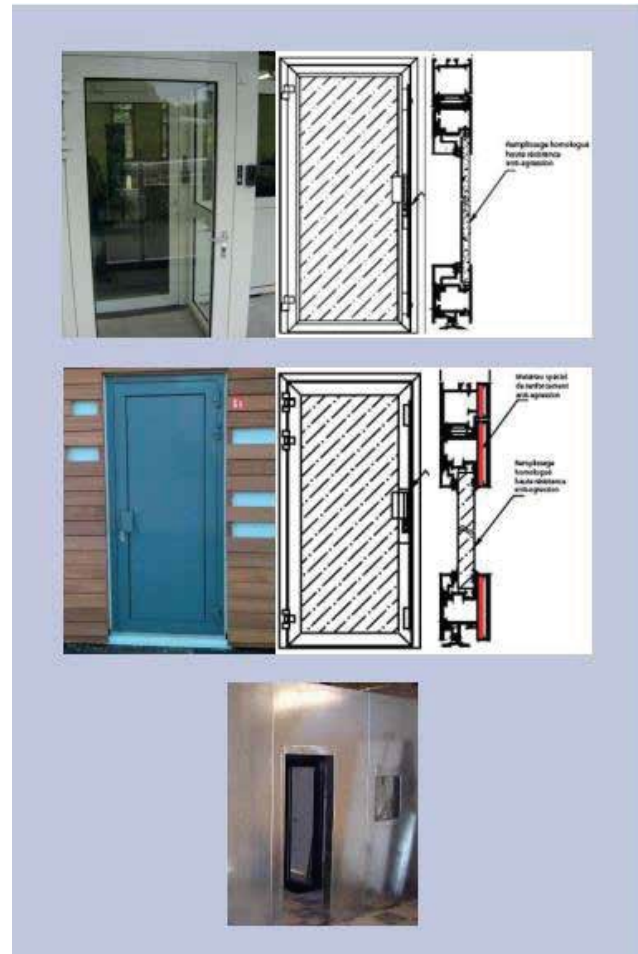 Remplissage homologué
haute résistance
anti-agression
Matériau spécial
de renforcement
anti-agression
Remplissage
homologué
haute résistance
anti-agression